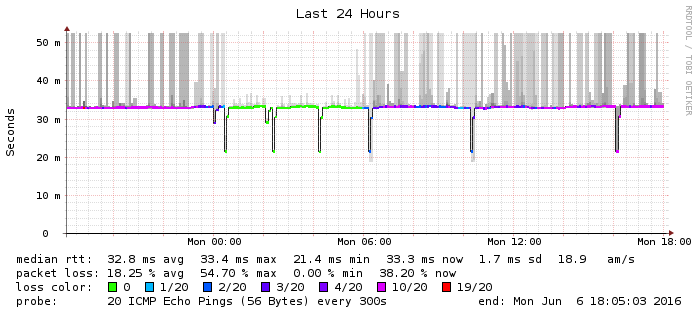 Last 24 Hours
RRDTOOL / TOBI OETIKER
Seconds
50 m
40 m
30 m
20 m
10 m
0
Mon 00:00 Mon 06:00 Mon 12:00 Mon 18:00
median rtt: 32.8 ms avg 33.4 ms max 21.4 ms min 33.3 ms now 1.7 ms sd 18.9 am/s
packet loss: 18.25 % avg 54.70 % max 0.00 % min 38.20 % now
loss color: 0 1/20 2/20 3/20 4/20 10/20 19/20
probe: 20 ICMP Echo Pings (56 Bytes) every 300s end: Mon Jun 6 18:05:03 2016